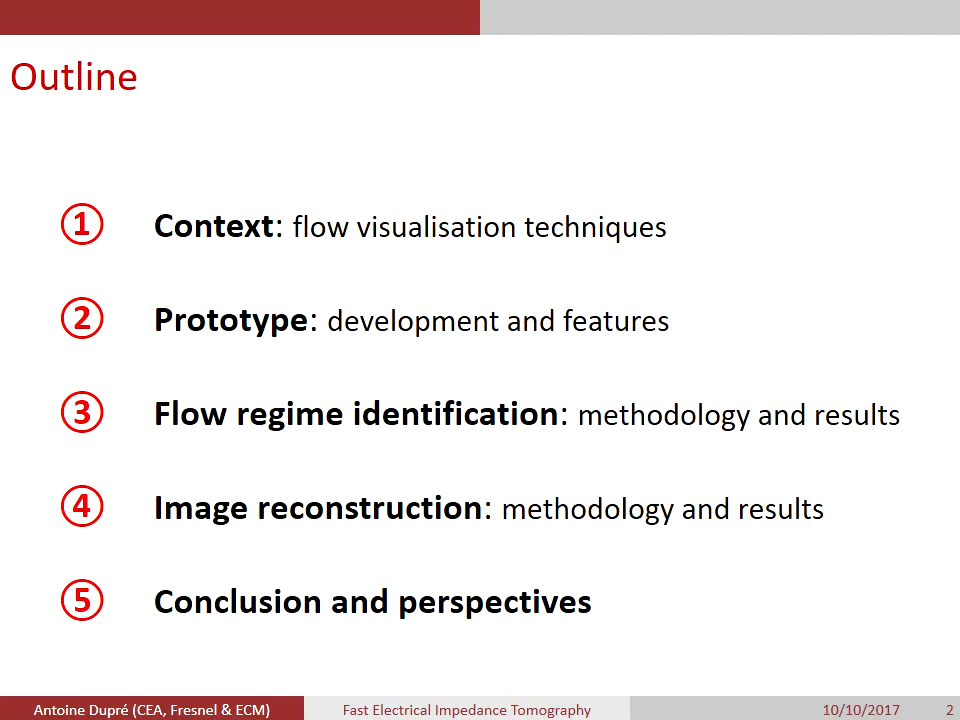 Outline
① Context: flow visualisation techniques
② Prototype: development and features
③ Flow regime identification: methodology and results
④ Image reconstruction: methodology and results
⑤ Conclusion and perspectives
Antoine Dupré (CEA, Fresnel & ECM) Fast Electrical Impedance Tomography 10/10/2017 2